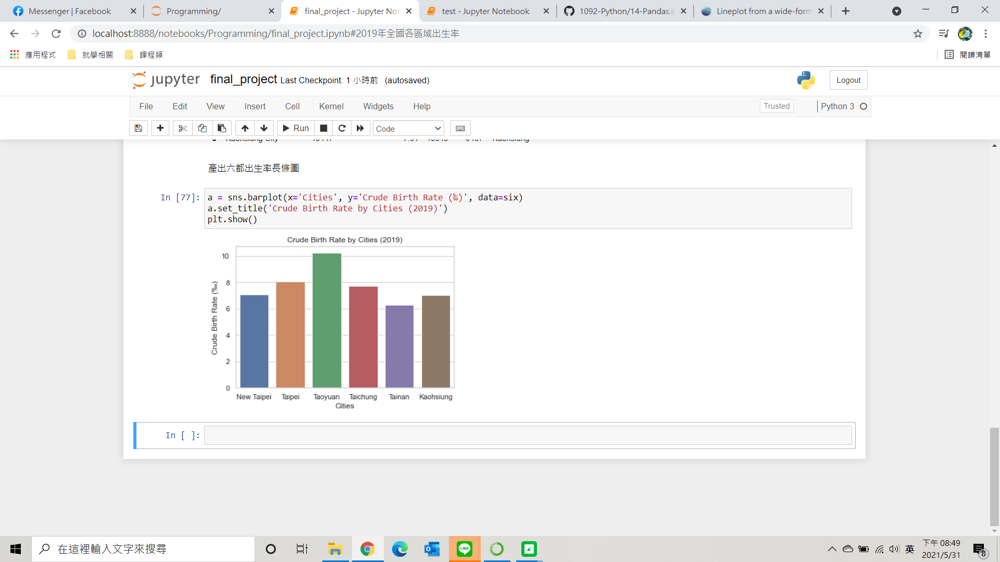 Messenger | Facebook
Programming/
final_project - Jupyter Not
test - Jupyter Notebook
1092-Python/14-Pandas.i
Lineplot from a wide-form
localhost:8888/notebooks/Programming/final_project.ipynb#2019年全國各區域出生率
應用程式
就學相關
課程類
閱讀清單
jupyter
final_project Last Checkpoint: 1 小時前 (autosaved)
Logout
File Edit View Insert Cell Kernel Widgets Help
Trusted
Python 3
Run
Code
Kaohsiung City
Kaohsiung
產出六都出生率長條圖
In [77]:
a = sns.barplot(x='Cities', y='Crude Birth Rate (‰)', data=six)
a.set_title('Crude Birth Rate by Cities (2019)')
plt.show()
Crude Birth Rate by Cities (2019)
Crude Birth Rate (‰)
10
8
6
4
2
0
New Taipei Taipei Taoyuan Taichung Tainan Kaohsiung
Cities
In [ ]:
在這裡輸入文字來搜尋
LINE
英
下午 08:49
2021/5/31
8